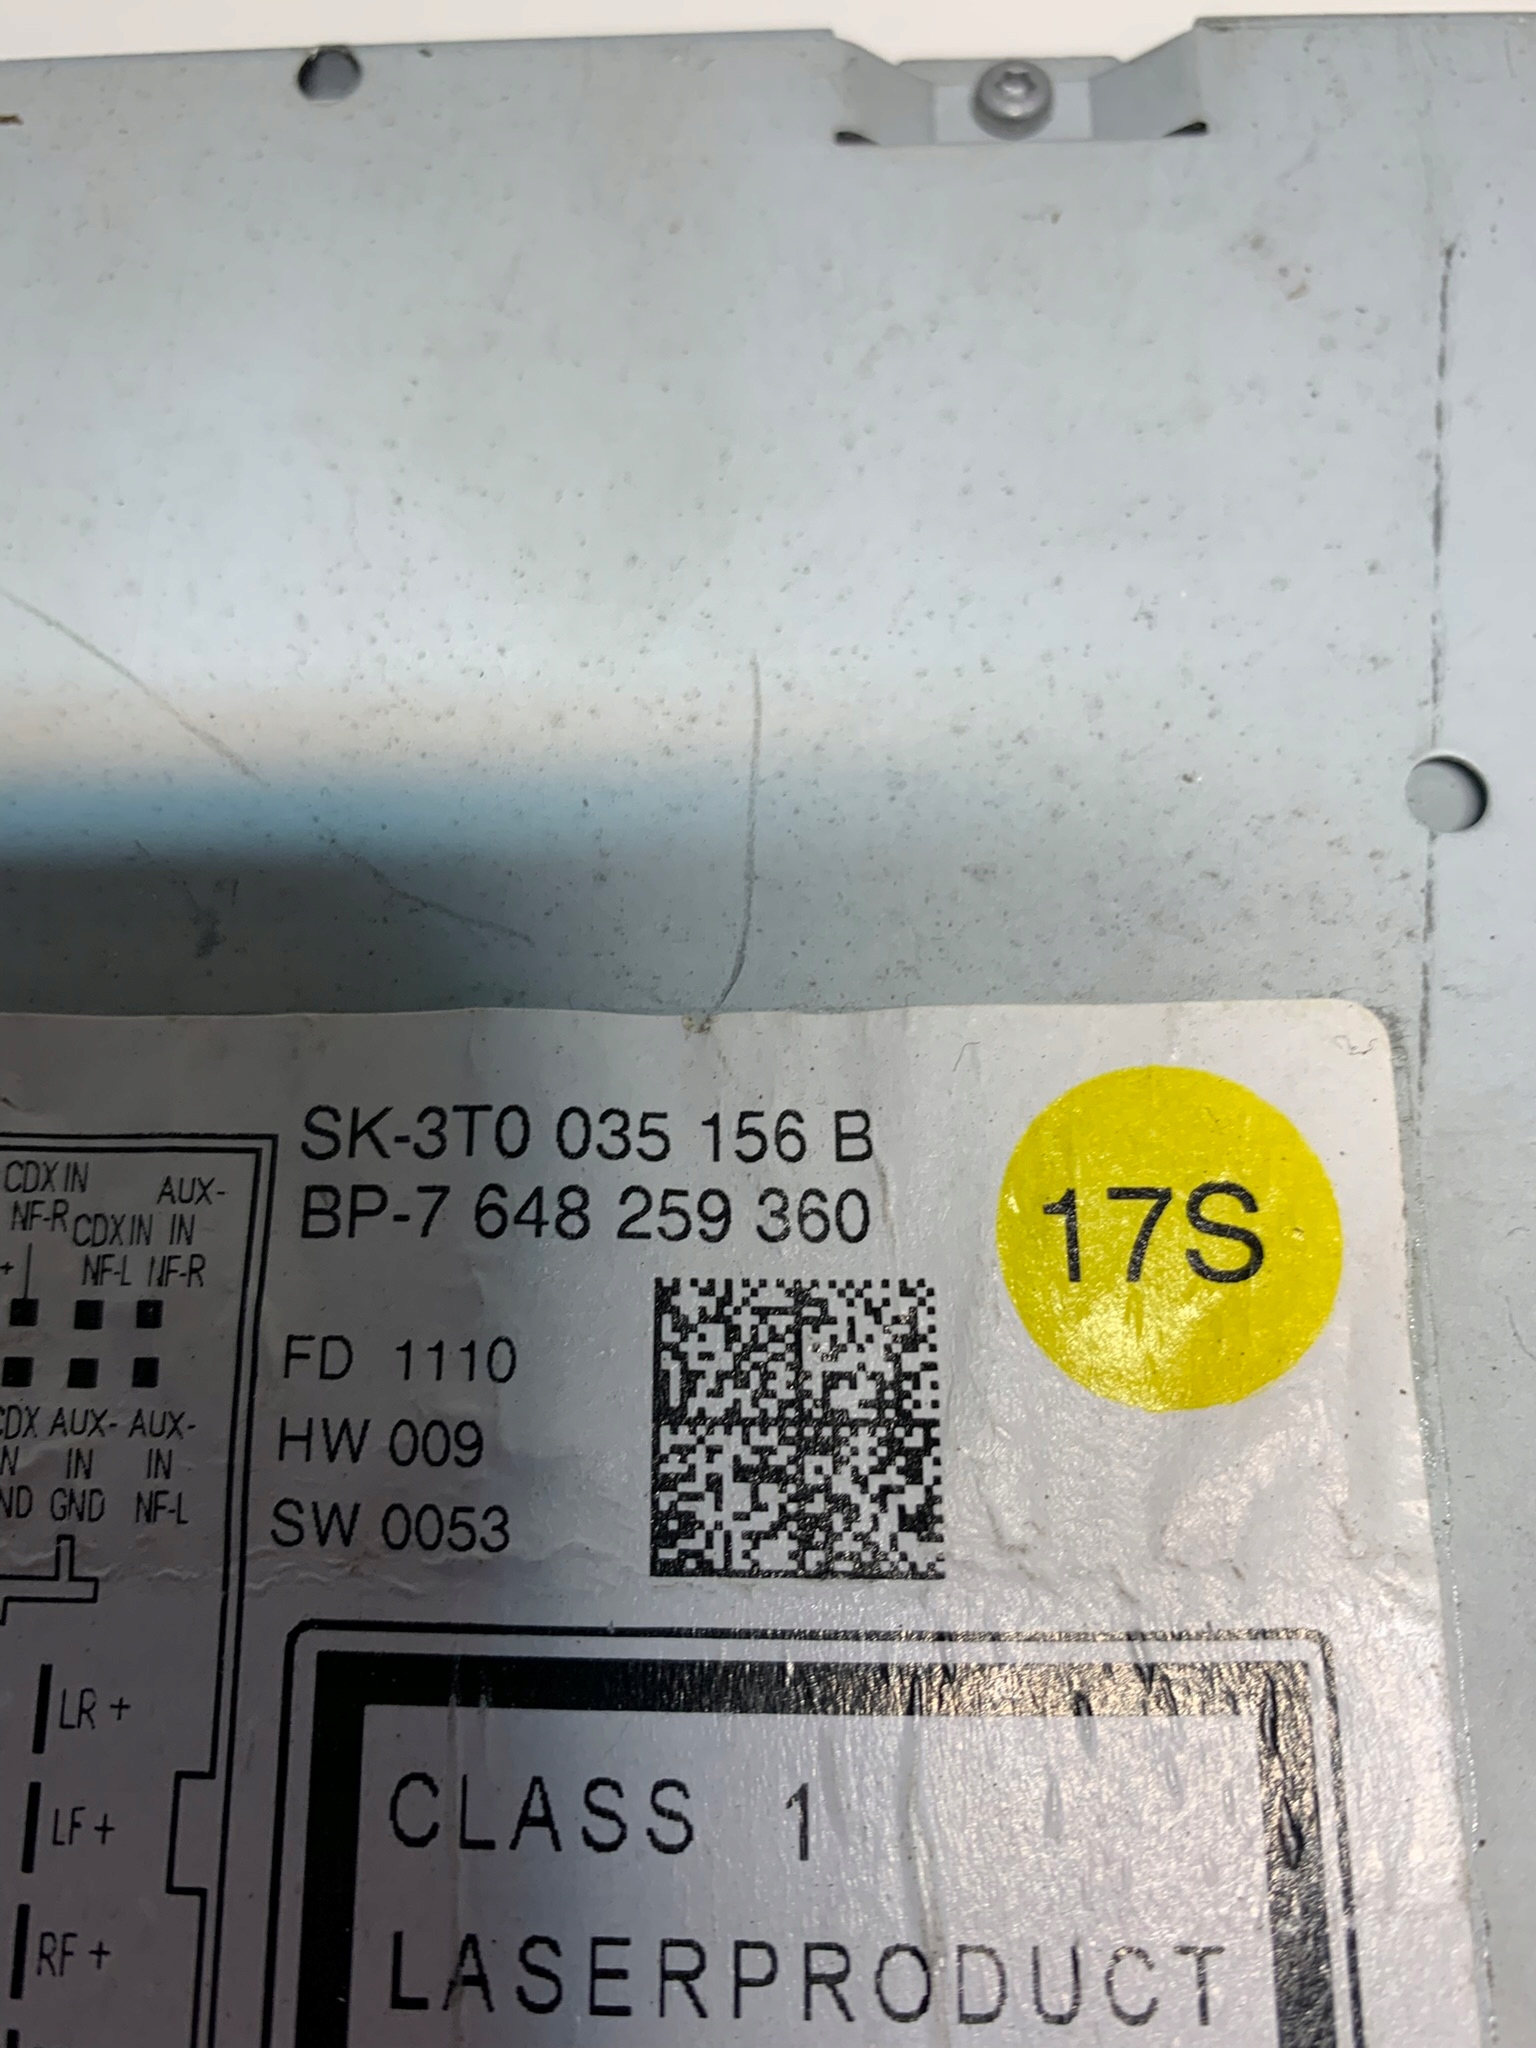 SK-3T0 035 156 B
BP-7 648 259 360
17S
FD 1110
HW 009
SW 0053
CDX IN
NF-R
CDX IN
NF-L
AUX-
IN
NF-R
+
CDX AUX- AUX-
IN IN
GND NF-L
LR +
LF +
RF +
CLASS 1
LASERPRODUCT